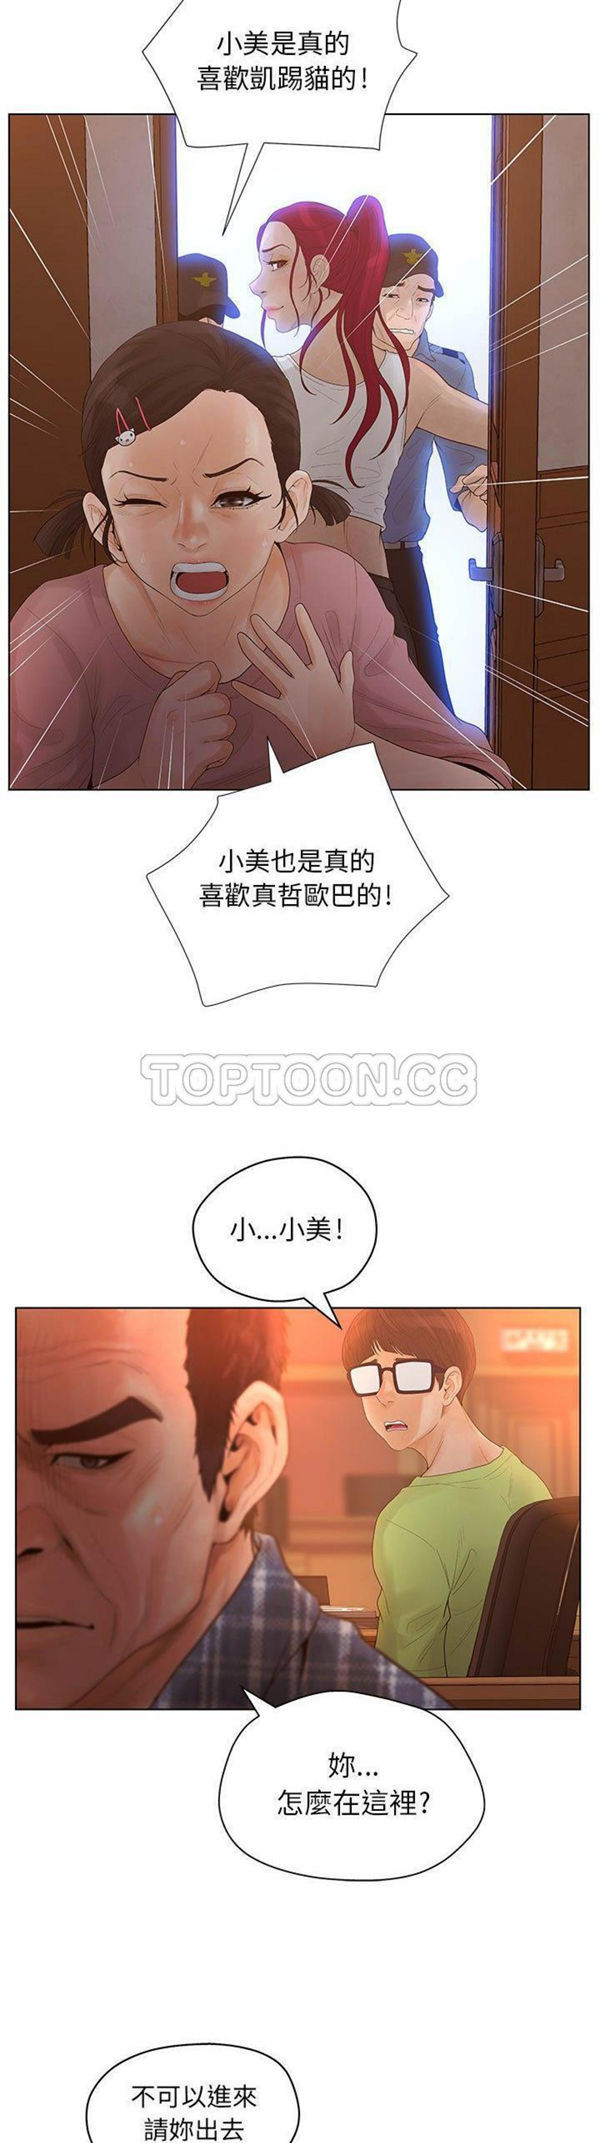 小美是真的
喜歡凱踢貓的!
小美也是真的
喜歡真哲歐巴的!
TOPTOON.CC
小...小美!
妳...
怎麼在這裡?
不可以進來
請妳出去